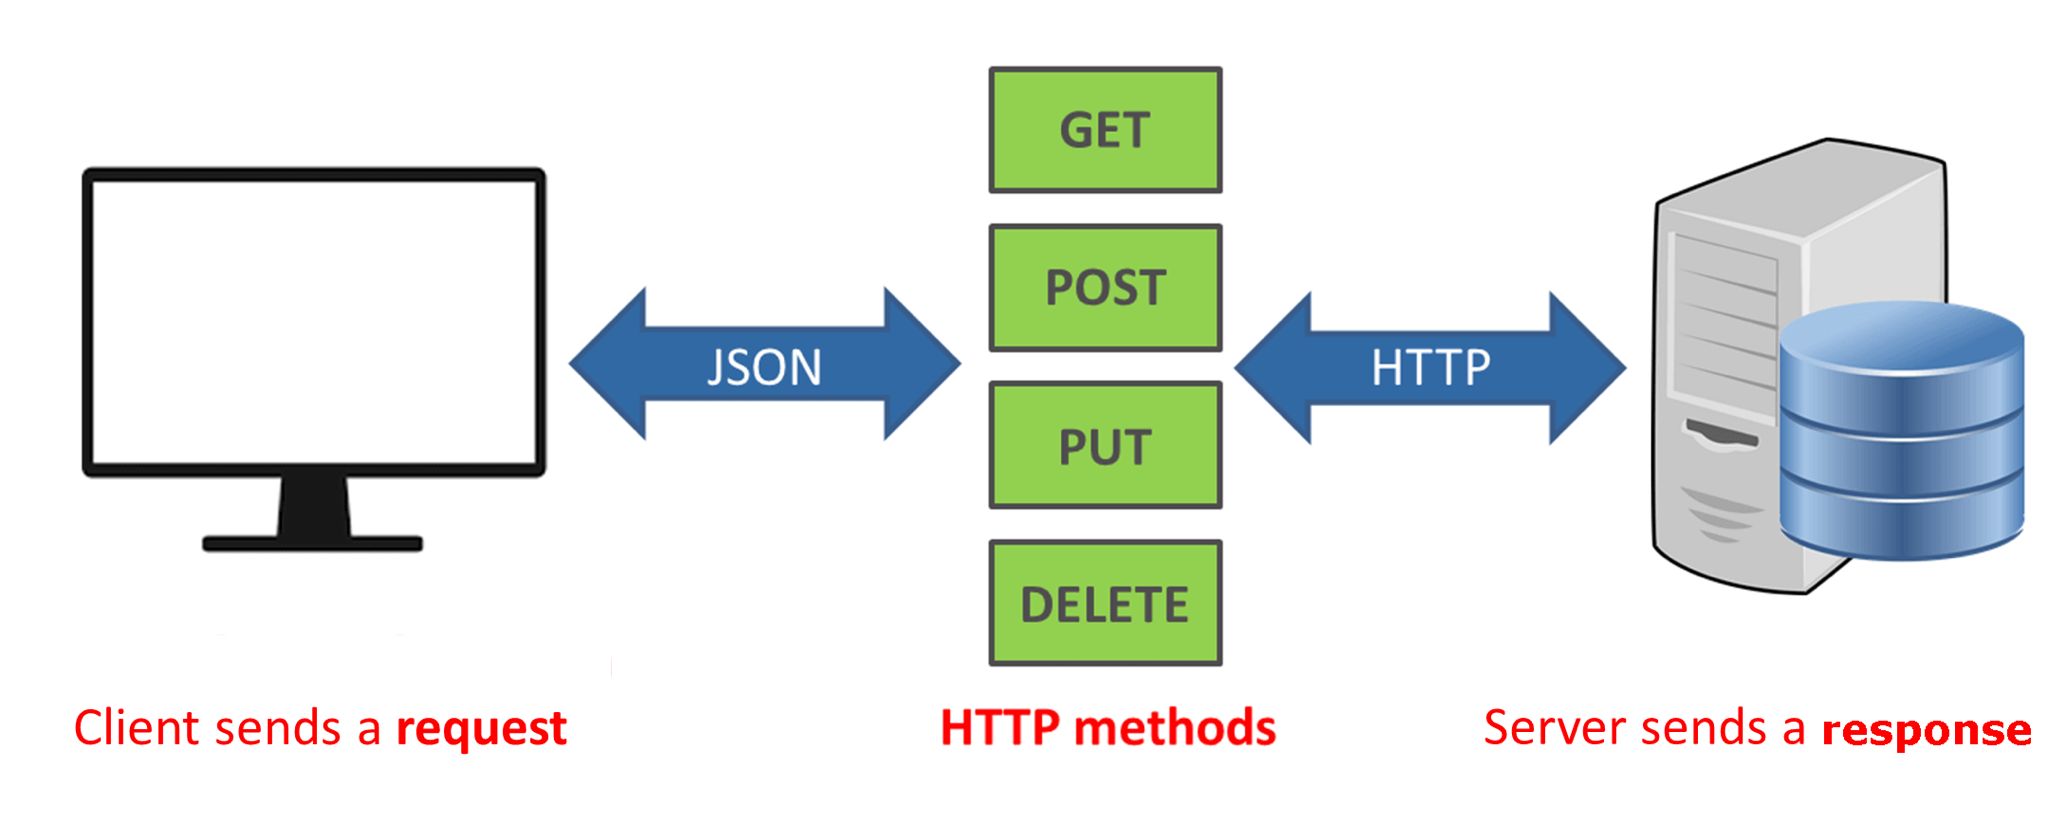 GET
POST
JSON
HTTP
PUT
DELETE
Client sends a request
HTTP methods
Server sends a response